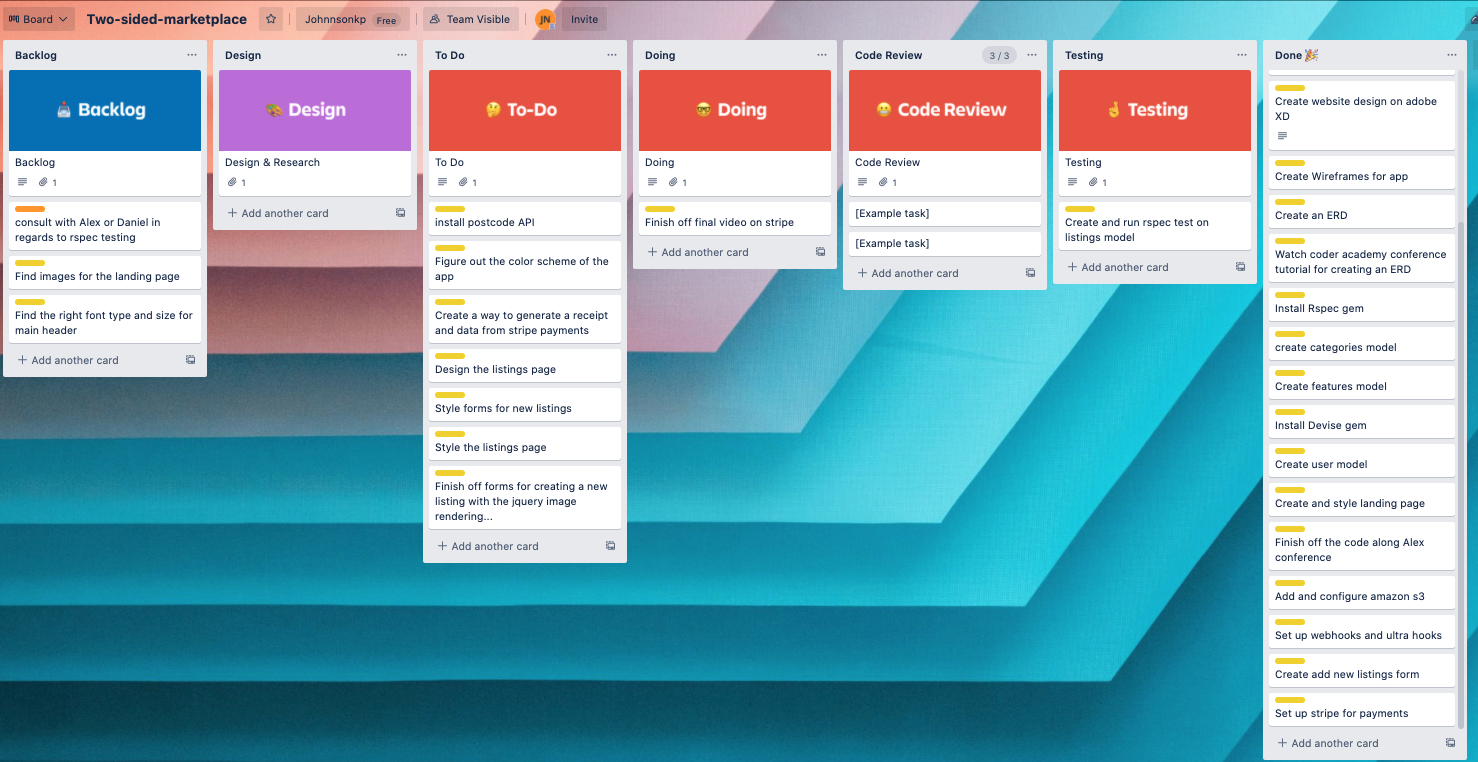 Board
Two-sided-marketplace
Johnnsonkp Free
Team Visible
JN
Invite
Backlog
Backlog
Backlog
1
consult with Alex or Daniel in
regards to rspec testing
Find images for the landing page
Find the right font type and size for
main header
+ Add another card
Design
Design
Design & Research
1
+ Add another card
To Do
To-Do
To Do
1
install postcode API
Figure out the color scheme of the
app
Create a way to generate a receipt
and data from stripe payments
Design the listings page
Style forms for new listings
Style the listings page
Finish off forms for creating a new
listing with the jquery image
rendering...
+ Add another card
Doing
Doing
Doing
1
Finish off final video on stripe
+ Add another card
Code Review
3 / 3
Code Review
Code Review
1
[Example task]
[Example task]
+ Add another card
Testing
Testing
Testing
1
Create and run rspec test on
listings model
+ Add another card
Done 🎉
Create website design on adobe
XD
Create Wireframes for app
Create an ERD
Watch coder academy conference
tutorial for creating an ERD
Install Rspec gem
create categories model
Create features model
Install Devise gem
Create user model
Create and style landing page
Finish off the code along Alex
conference
Add and configure amazon s3
Set up webhooks and ultra hooks
Create add new listings form
Set up stripe for payments
+ Add another card